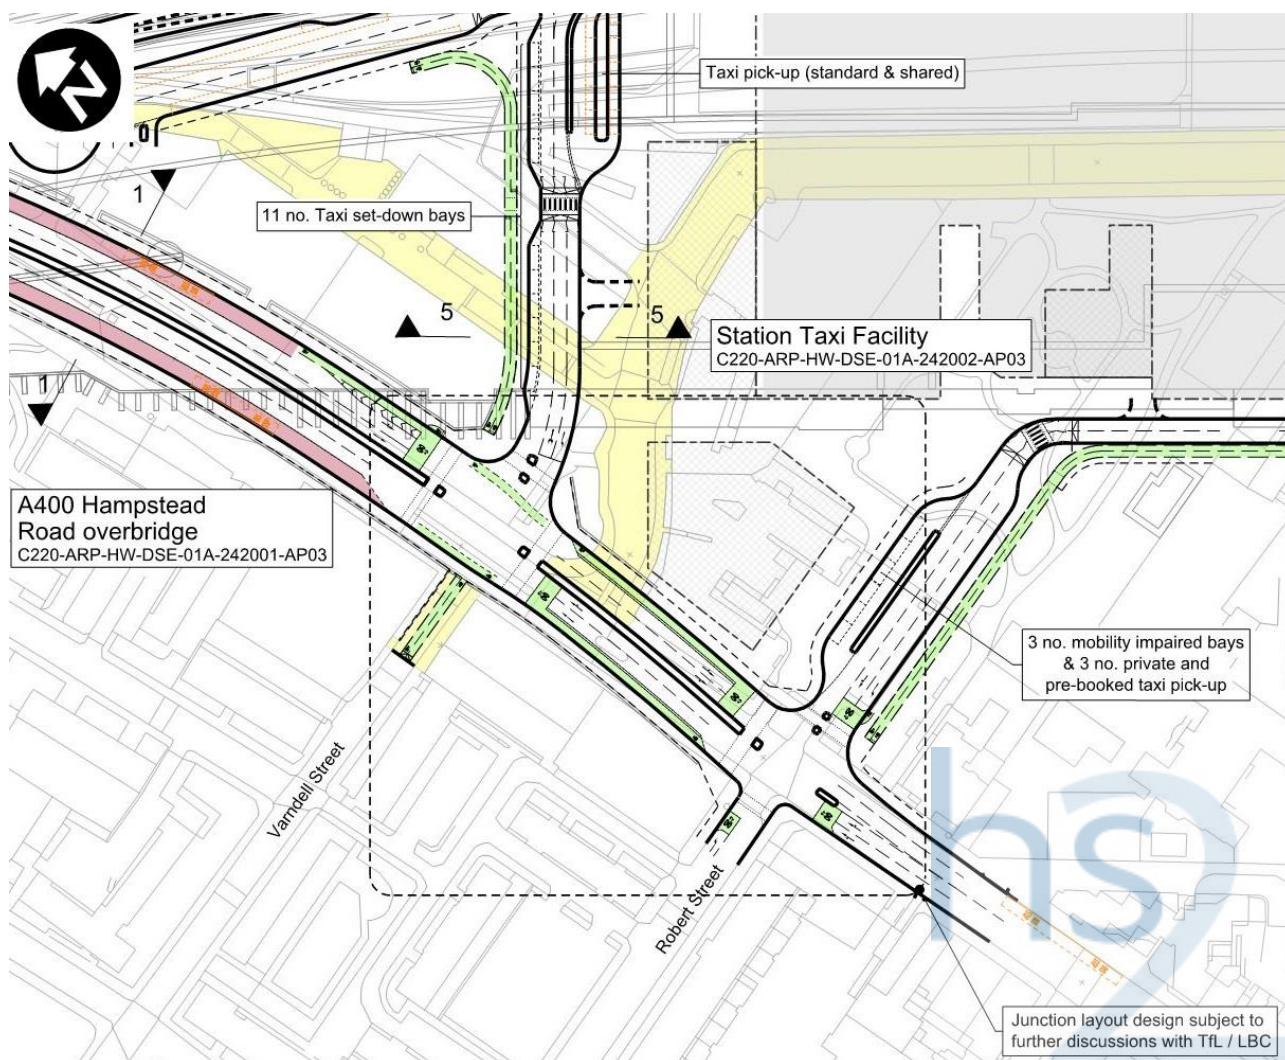 N
Taxi pick-up (standard & shared)
1
11 no. Taxi set-down bays
5
5
Station Taxi Facility
C220-ARP-HW-DSE-01A-242002-AP03
1
A400 Hampstead
Road overbridge
C220-ARP-HW-DSE-01A-242001-AP03
3 no. mobility impaired bays
& 3 no. private and
pre-booked taxi pick-up
Varndell Street
Robert Street
hs2
Junction layout design subject to
further discussions with TfL / LBC